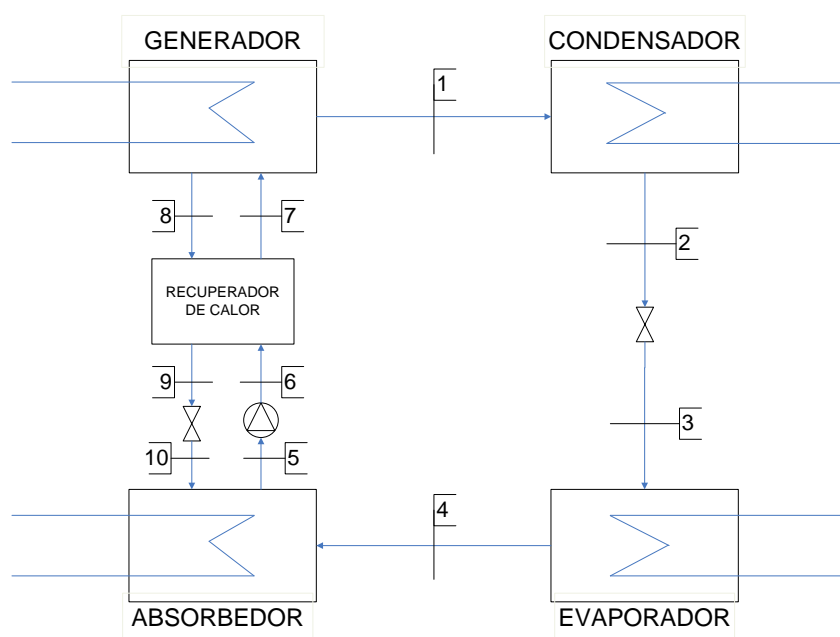 GENERADOR
CONDENSADOR
1
8
7
2
RECUPERADOR
DE CALOR
9
6
3
10
5
4
ABSORBEDOR
EVAPORADOR